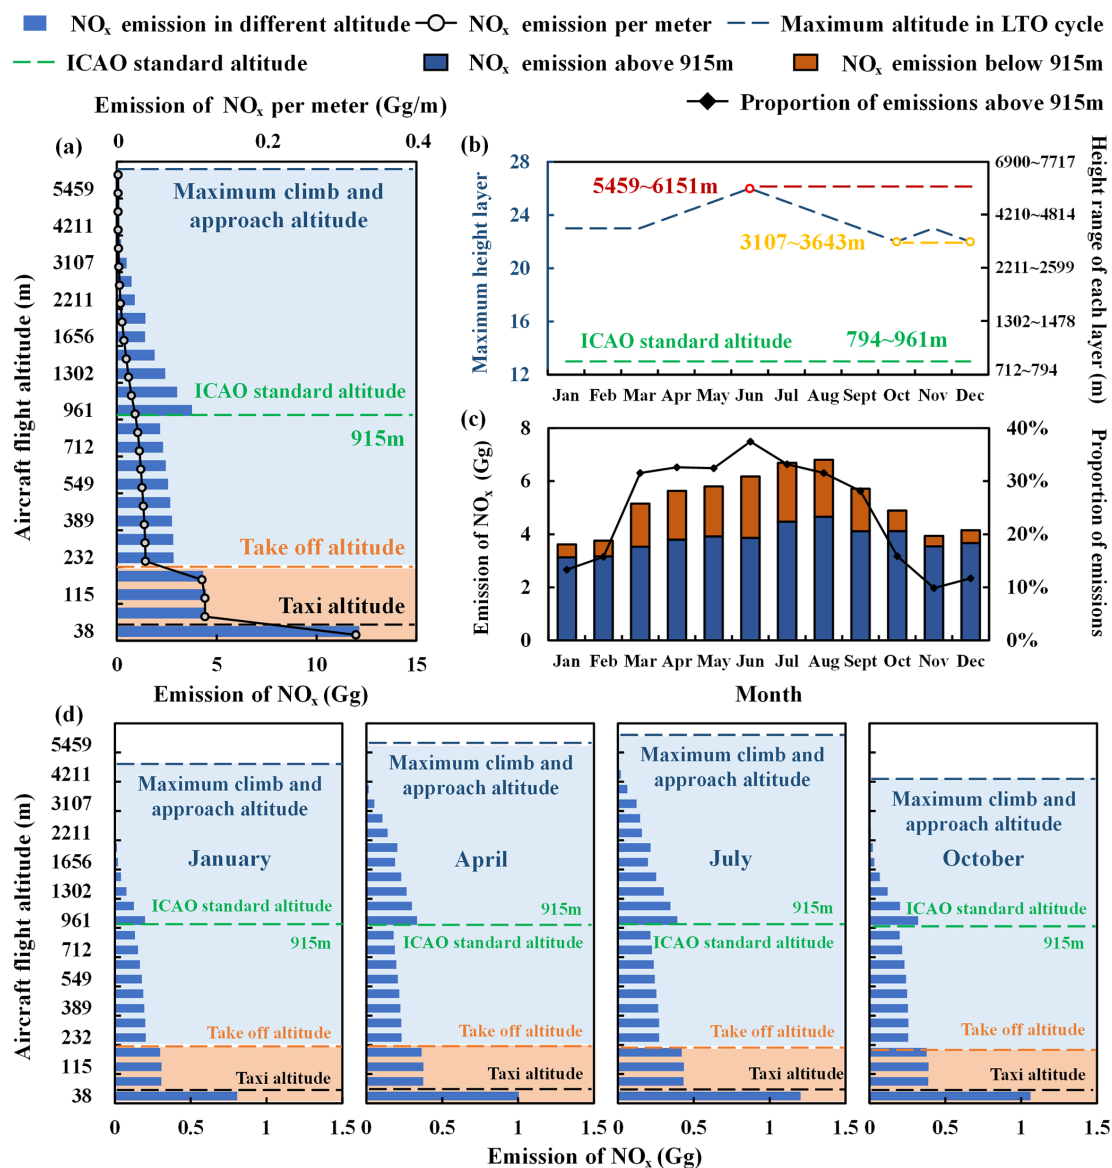 NOx emission in different altitude
NOx emission per meter
Maximum altitude in LTO cycle
ICAO standard altitude
NOx emission above 915m
NOx emission below 915m
Proportion of emissions above 915m
Emission of NOx per meter (Gg/m)
0 0.2 0.4
(a)
Aircraft flight altitude (m)
5459
4211
3107
2211
1656
1302
961
712
549
389
232
115
38
Maximum climb and
approach altitude
ICAO standard altitude
915m
Take off altitude
Taxi altitude
0 5 10 15
Emission of NOx (Gg)
(b)
Maximum height layer
28
24
20
16
12
5459~6151m
3107~3643m
ICAO standard altitude
794~961m
6900~7717
4210~4814
2211~2599
1302~1478
712~794
Height range of
each layer (m)
Jan Feb Mar Apr May Jun Jul Aug Sept Oct Nov Dec
(c)
Emission of NOx (Gg)
8
6
4
2
0
40%
30%
20%
10%
0%
Proportion of emissions
Jan Feb Mar Apr May Jun Jul Aug Sept Oct Nov Dec
Month
(d)
Aircraft flight altitude (m)
5459
4211
3107
2211
1656
1302
961
712
549
389
232
115
38
Maximum climb and
approach altitude
January
ICAO standard altitude
915m
Take off altitude
Taxi altitude
0 0.5 1 1.5
Maximum climb and
approach altitude
April
915m
ICAO standard altitude
Take off altitude
Taxi altitude
0 0.5 1 1.5
Maximum climb and
approach altitude
July
915m
ICAO standard altitude
Take off altitude
Taxi altitude
0 0.5 1 1.5
Maximum climb and
approach altitude
October
ICAO standard altitude
915m
Take off altitude
Taxi altitude
0 0.5 1 1.5
Emission of NOx (Gg)